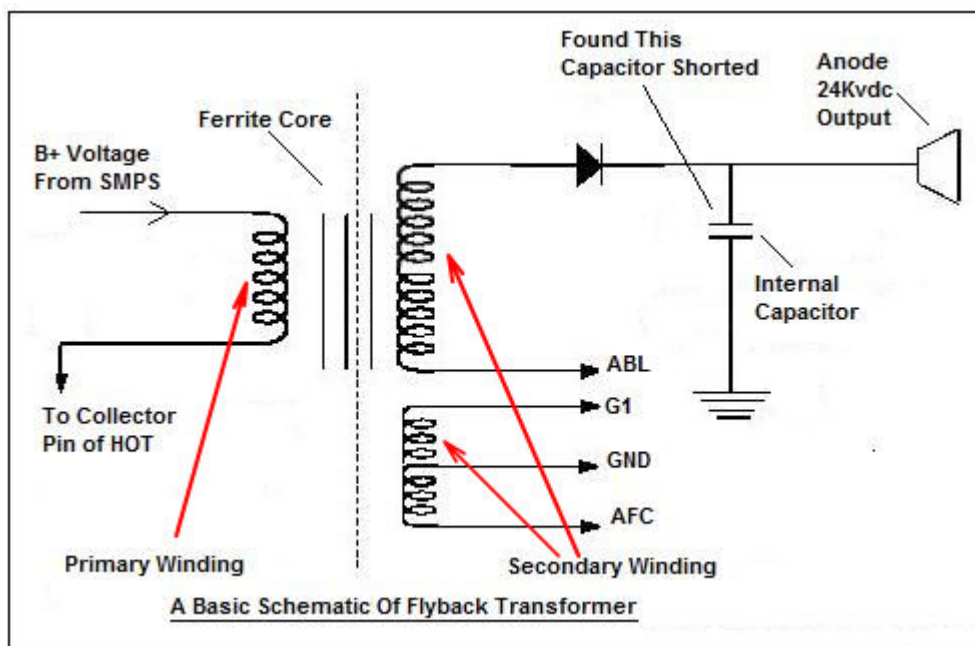 Found This
Capacitor Shorted
Anode
24Kvdc
Output
Ferrite Core
B+ Voltage
From SMPS
Internal
Capacitor
ABL
G1
To Collector
Pin of HOT
GND
AFC
Primary Winding
Secondary Winding
A Basic Schematic Of Flyback Transformer